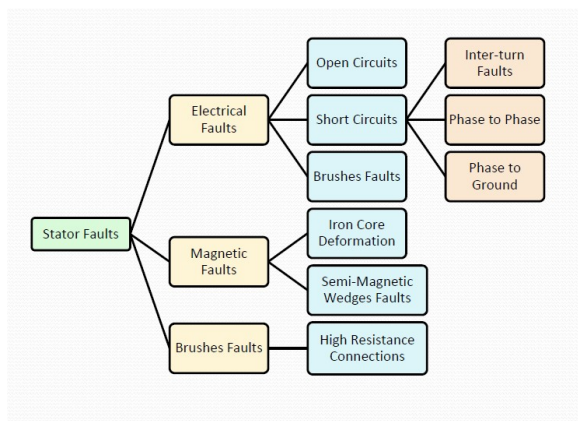 Stator Faults
Electrical
Faults
Open Circuits
Short Circuits
Inter-turn
Faults
Phase to Phase
Phase to
Ground
Brushes Faults
Magnetic
Faults
Iron Core
Deformation
Semi-Magnetic
Wedges Faults
Brushes Faults
High Resistance
Connections